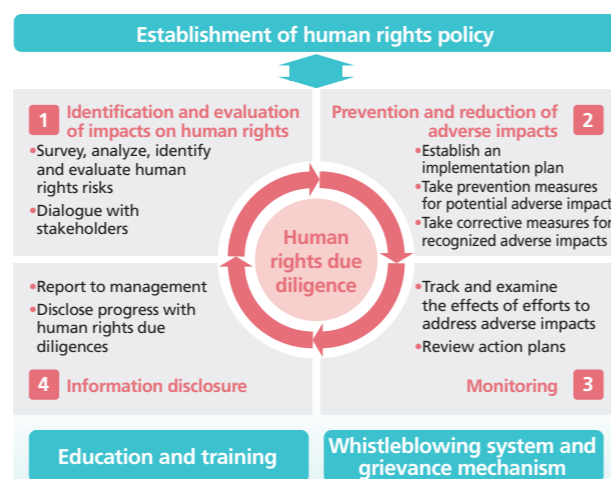 Establishment of human rights policy
1 Identification and evaluation
of impacts on human rights
•Survey, analyze, identify
and evaluate human
rights risks
•Dialogue with
stakeholders
Prevention and reduction of
adverse impacts 2
•Establish an
implementation plan
•Take prevention measures
for potential adverse impact
•Take corrective measures for
recognized adverse impacts
Human
rights due
diligence
•Report to management
•Disclose progress with
human rights due
diligences
4 Information disclosure
•Track and examine
the effects of efforts to
address adverse impacts
•Review action plans
Monitoring 3
Education and training
Whistleblowing system and
grievance mechanism